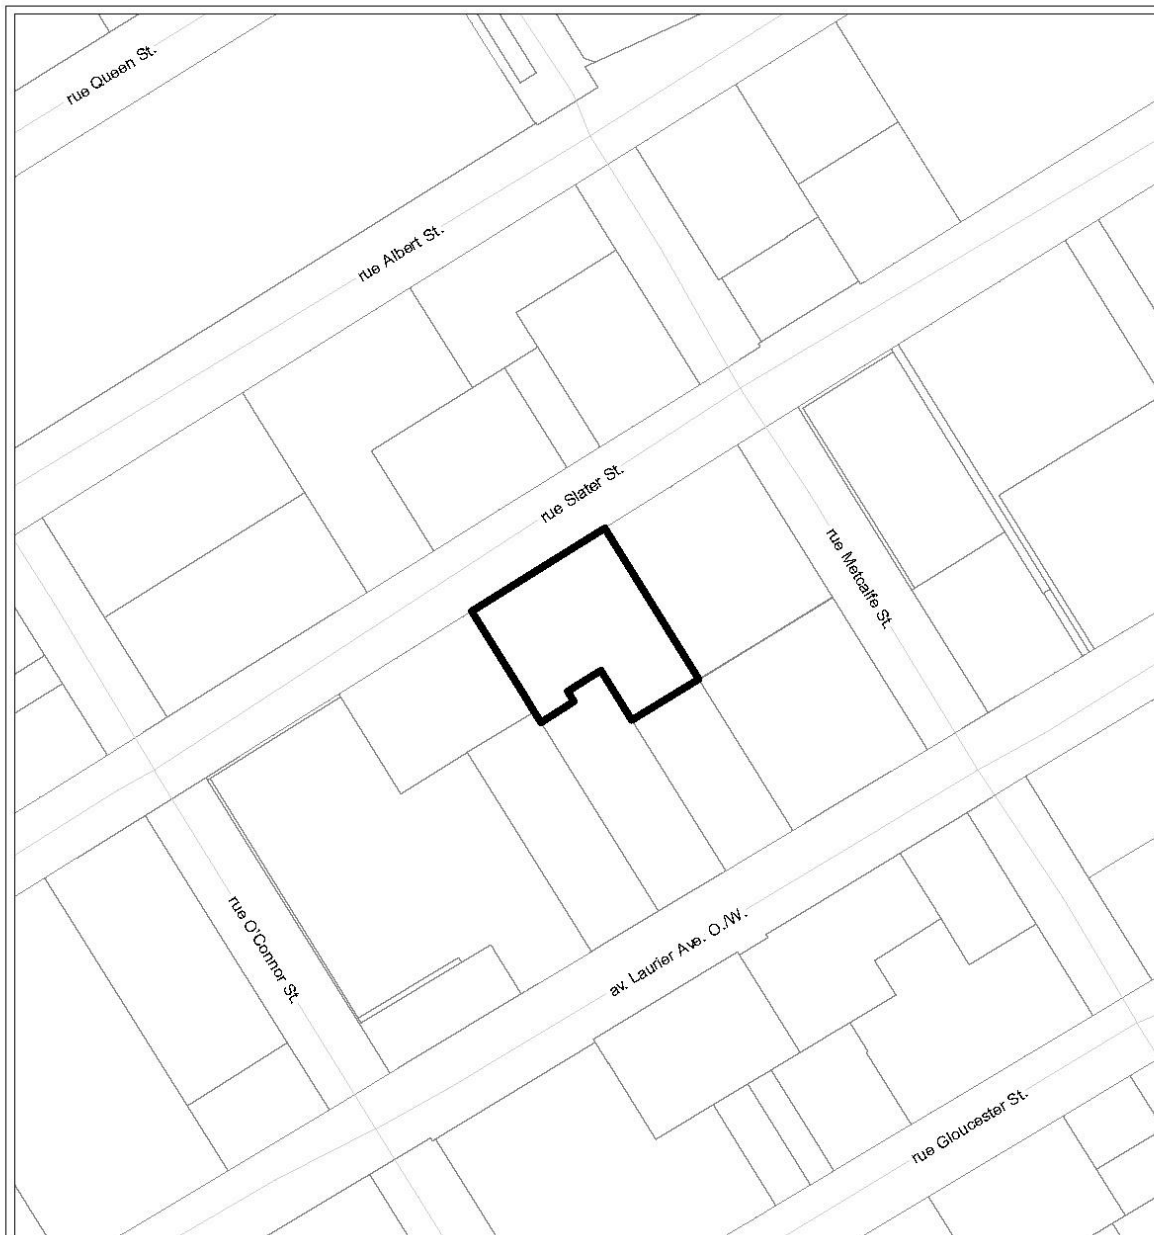 rue Queen St.
rue Albert St.
rue Slater St.
rue Metcalfe St.
rue O'Connor St.
av. Laurier Ave. O./W.
rue Gloucester St.